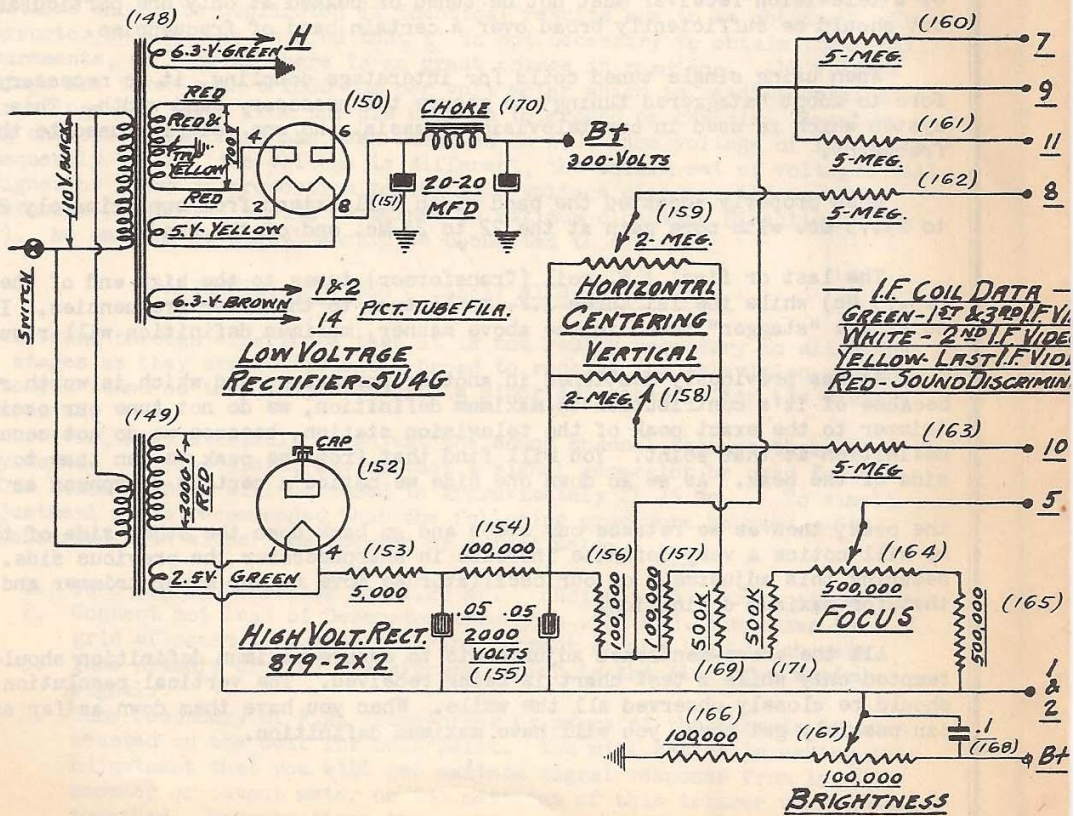 (148)
6.3-V-GREEN
H
RED
RED &
TR
YELLOW
700V
RED
5.V-YELLOW
6.3-V-BROWN
110V. AU.RCK.
SWITCH
(150)
4
6
2
8
CHOKE (170)
B+
300-VOLTS
(151)
20-20
MFD
1 & 2
14
PICT. TUBE FILA.
LOW VOLTAGE
RECTIFIER-5U4G
(160)
5-MEG.
7
9
(161)
5-MEG.
11
(162)
5-MEG.
8
(159)
2-MEG.
HORIZONTAL
CENTERING
VERTICAL
2-MEG.
(158)
I.F. COIL DATA
GREEN-1ST & 3RD I.F VI
WHITE - 2ND I.F VIDE
YELLOW-LAST I.F VID
RED-SOUND DISCRIMIN
(163)
5-MEG.
10
5
(149)
2000 V.
RED
CAP
(152)
1
4
2.5V. GREEN
(153)
5,000
(154)
100,000
.05 .05
2000
VOLTS
(155)
HIGH VOLT. RECT.
879-2X2
(156)
100,000
(157)
100,000
500K
500K
(169)
(171)
(164)
500,000
FOCUS
(165)
500,000
1
&
2
(166)
100,000
(167)
100,000
BRIGHTNESS
.1
(168)
B+